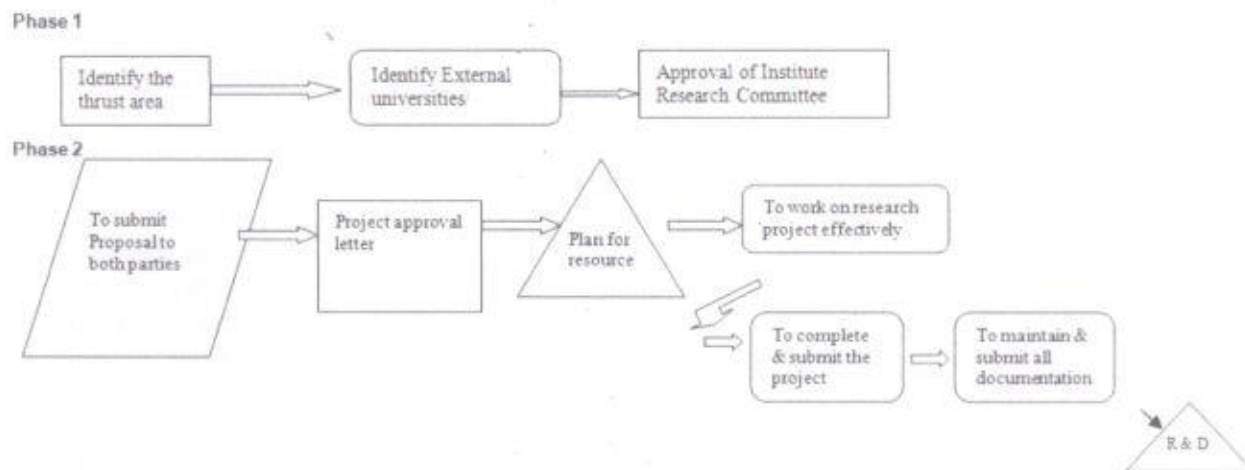 Phase 1
Identify the
thrust area
Identify External
universities
Approval of Institute
Research Committee
Phase 2
To submit
Proposal to
both parties
Project approval
letter
Plan for
resource
To work on research
project effectively
To complete
& submit the
project
To maintain &
submit all
documentation
R & D